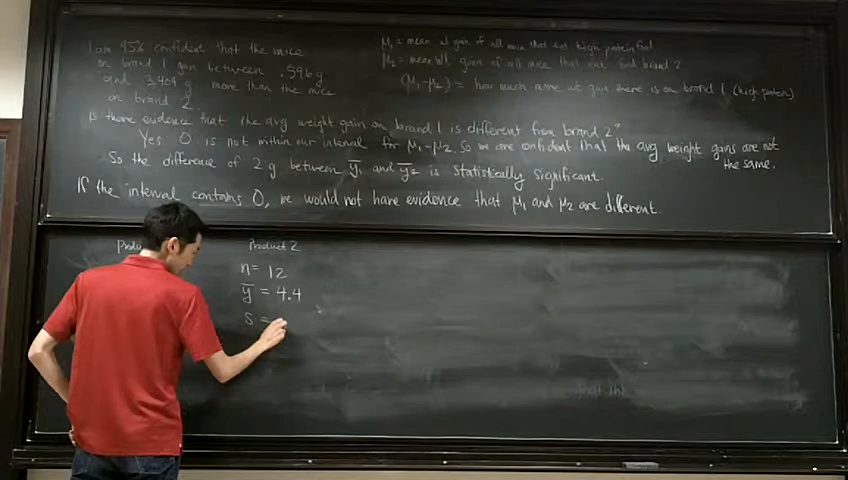 I am 95% confident that the mice
on brand 1 gain between .596g
and 3.404 g more than the mice
on brand 2.
μ1 = mean wt gain of all mice that eat high protein food
μ2 = mean wt. gain of all mice that eat food brand 2
(μ1-μ2) = how much more wt gain there is on brand 1 (high protein).
Is there evidence that the avg weight gain on brand 1 is different from brand 2?
Yes 0 is not within our interval for μ1-μ2. So we are confident that the avg weight gains are not
the same.
So the difference of 2 g between ȳ1 and ȳ2 is statistically significant.
If the interval contains 0, we would not have evidence that μ1 and μ2 are different.
Produ
Product 2
n= 12
ȳ = 4.4
s =